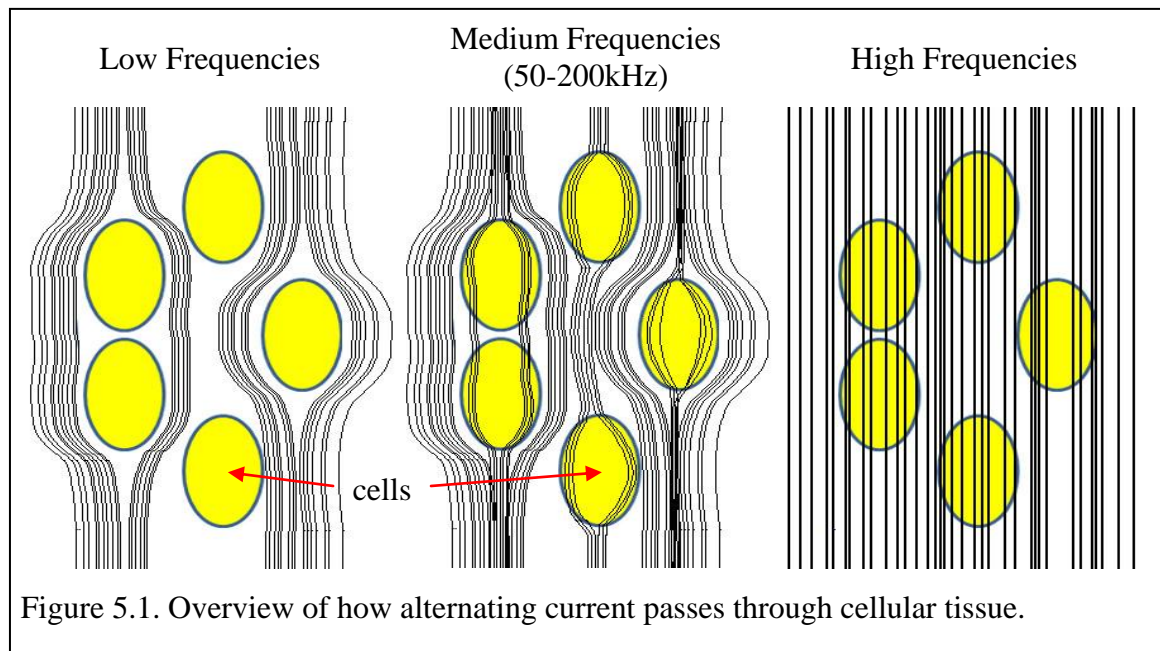 Low Frequencies
Medium Frequencies
(50-200kHz)
High Frequencies
cells
Figure 5.1. Overview of how alternating current passes through cellular tissue.